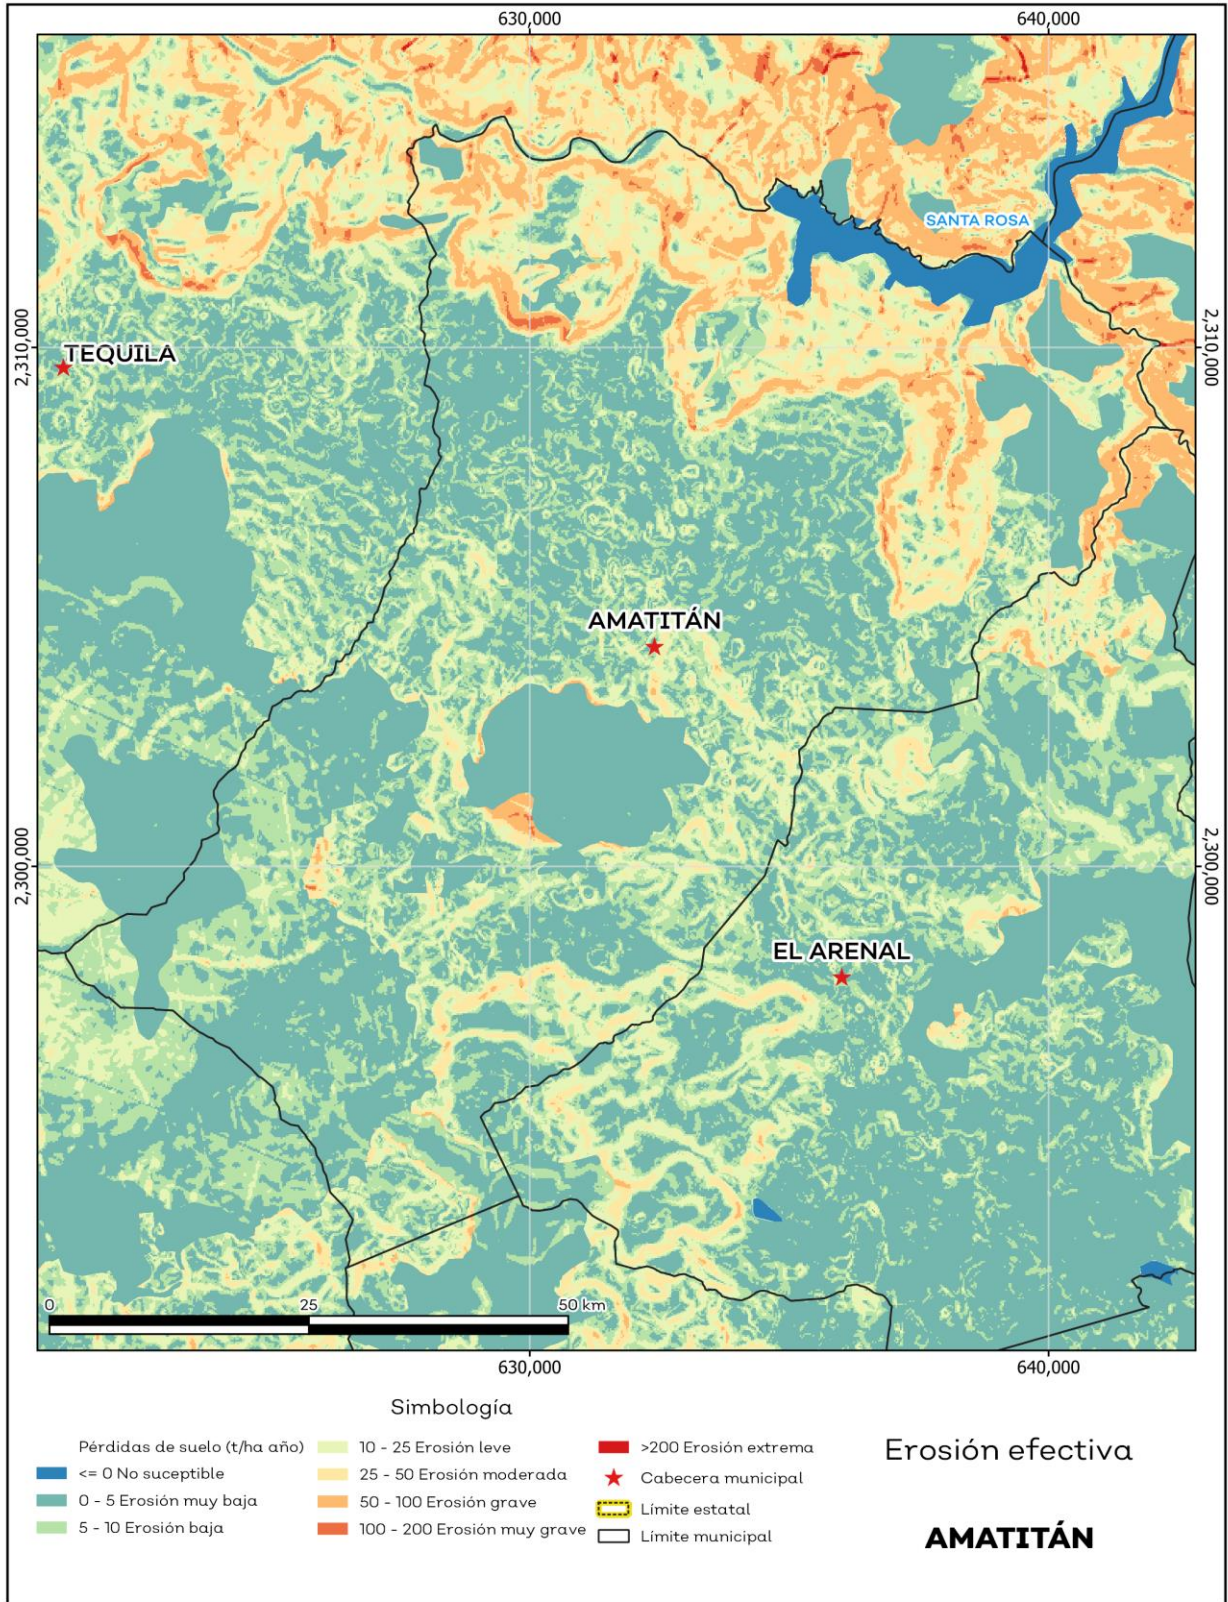 630,000
640,000
SANTA ROSA
2,310,000
2,310,000
TEQUILA
AMATITÁN
2,300,000
2,300,000
EL ARENAL
0
25
50 km
630,000
640,000
Simbología
Pérdidas de suelo (t/ha año)
<= 0 No suceptible
0 - 5 Erosión muy baja
5 - 10 Erosión baja
10 - 25 Erosión leve
25 - 50 Erosión moderada
50 - 100 Erosión grave
100 - 200 Erosión muy grave
>200 Erosión extrema
Cabecera municipal
Límite estatal
Límite municipal
Erosión efectiva
AMATITÁN